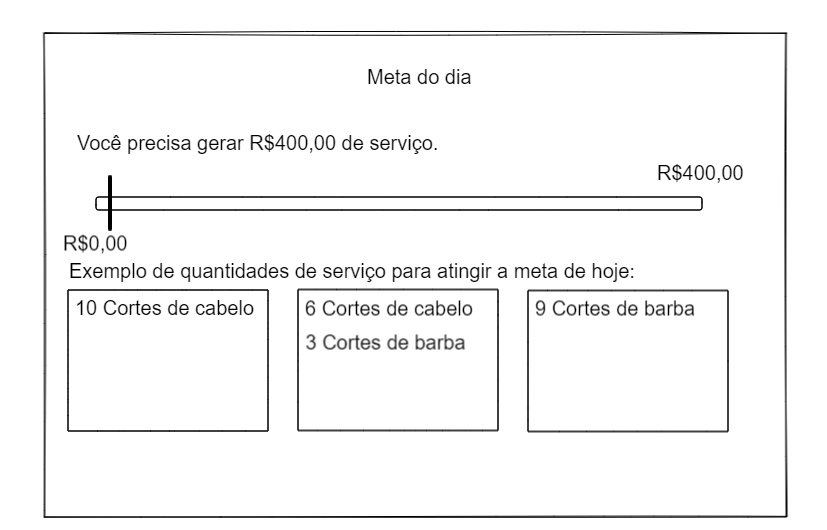 Meta do dia
Você precisa gerar R$400,00 de serviço.
R$400,00
R$0,00
Exemplo de quantidades de serviço para atingir a meta de hoje:
10 Cortes de cabelo
6 Cortes de cabelo
3 Cortes de barba
9 Cortes de barba